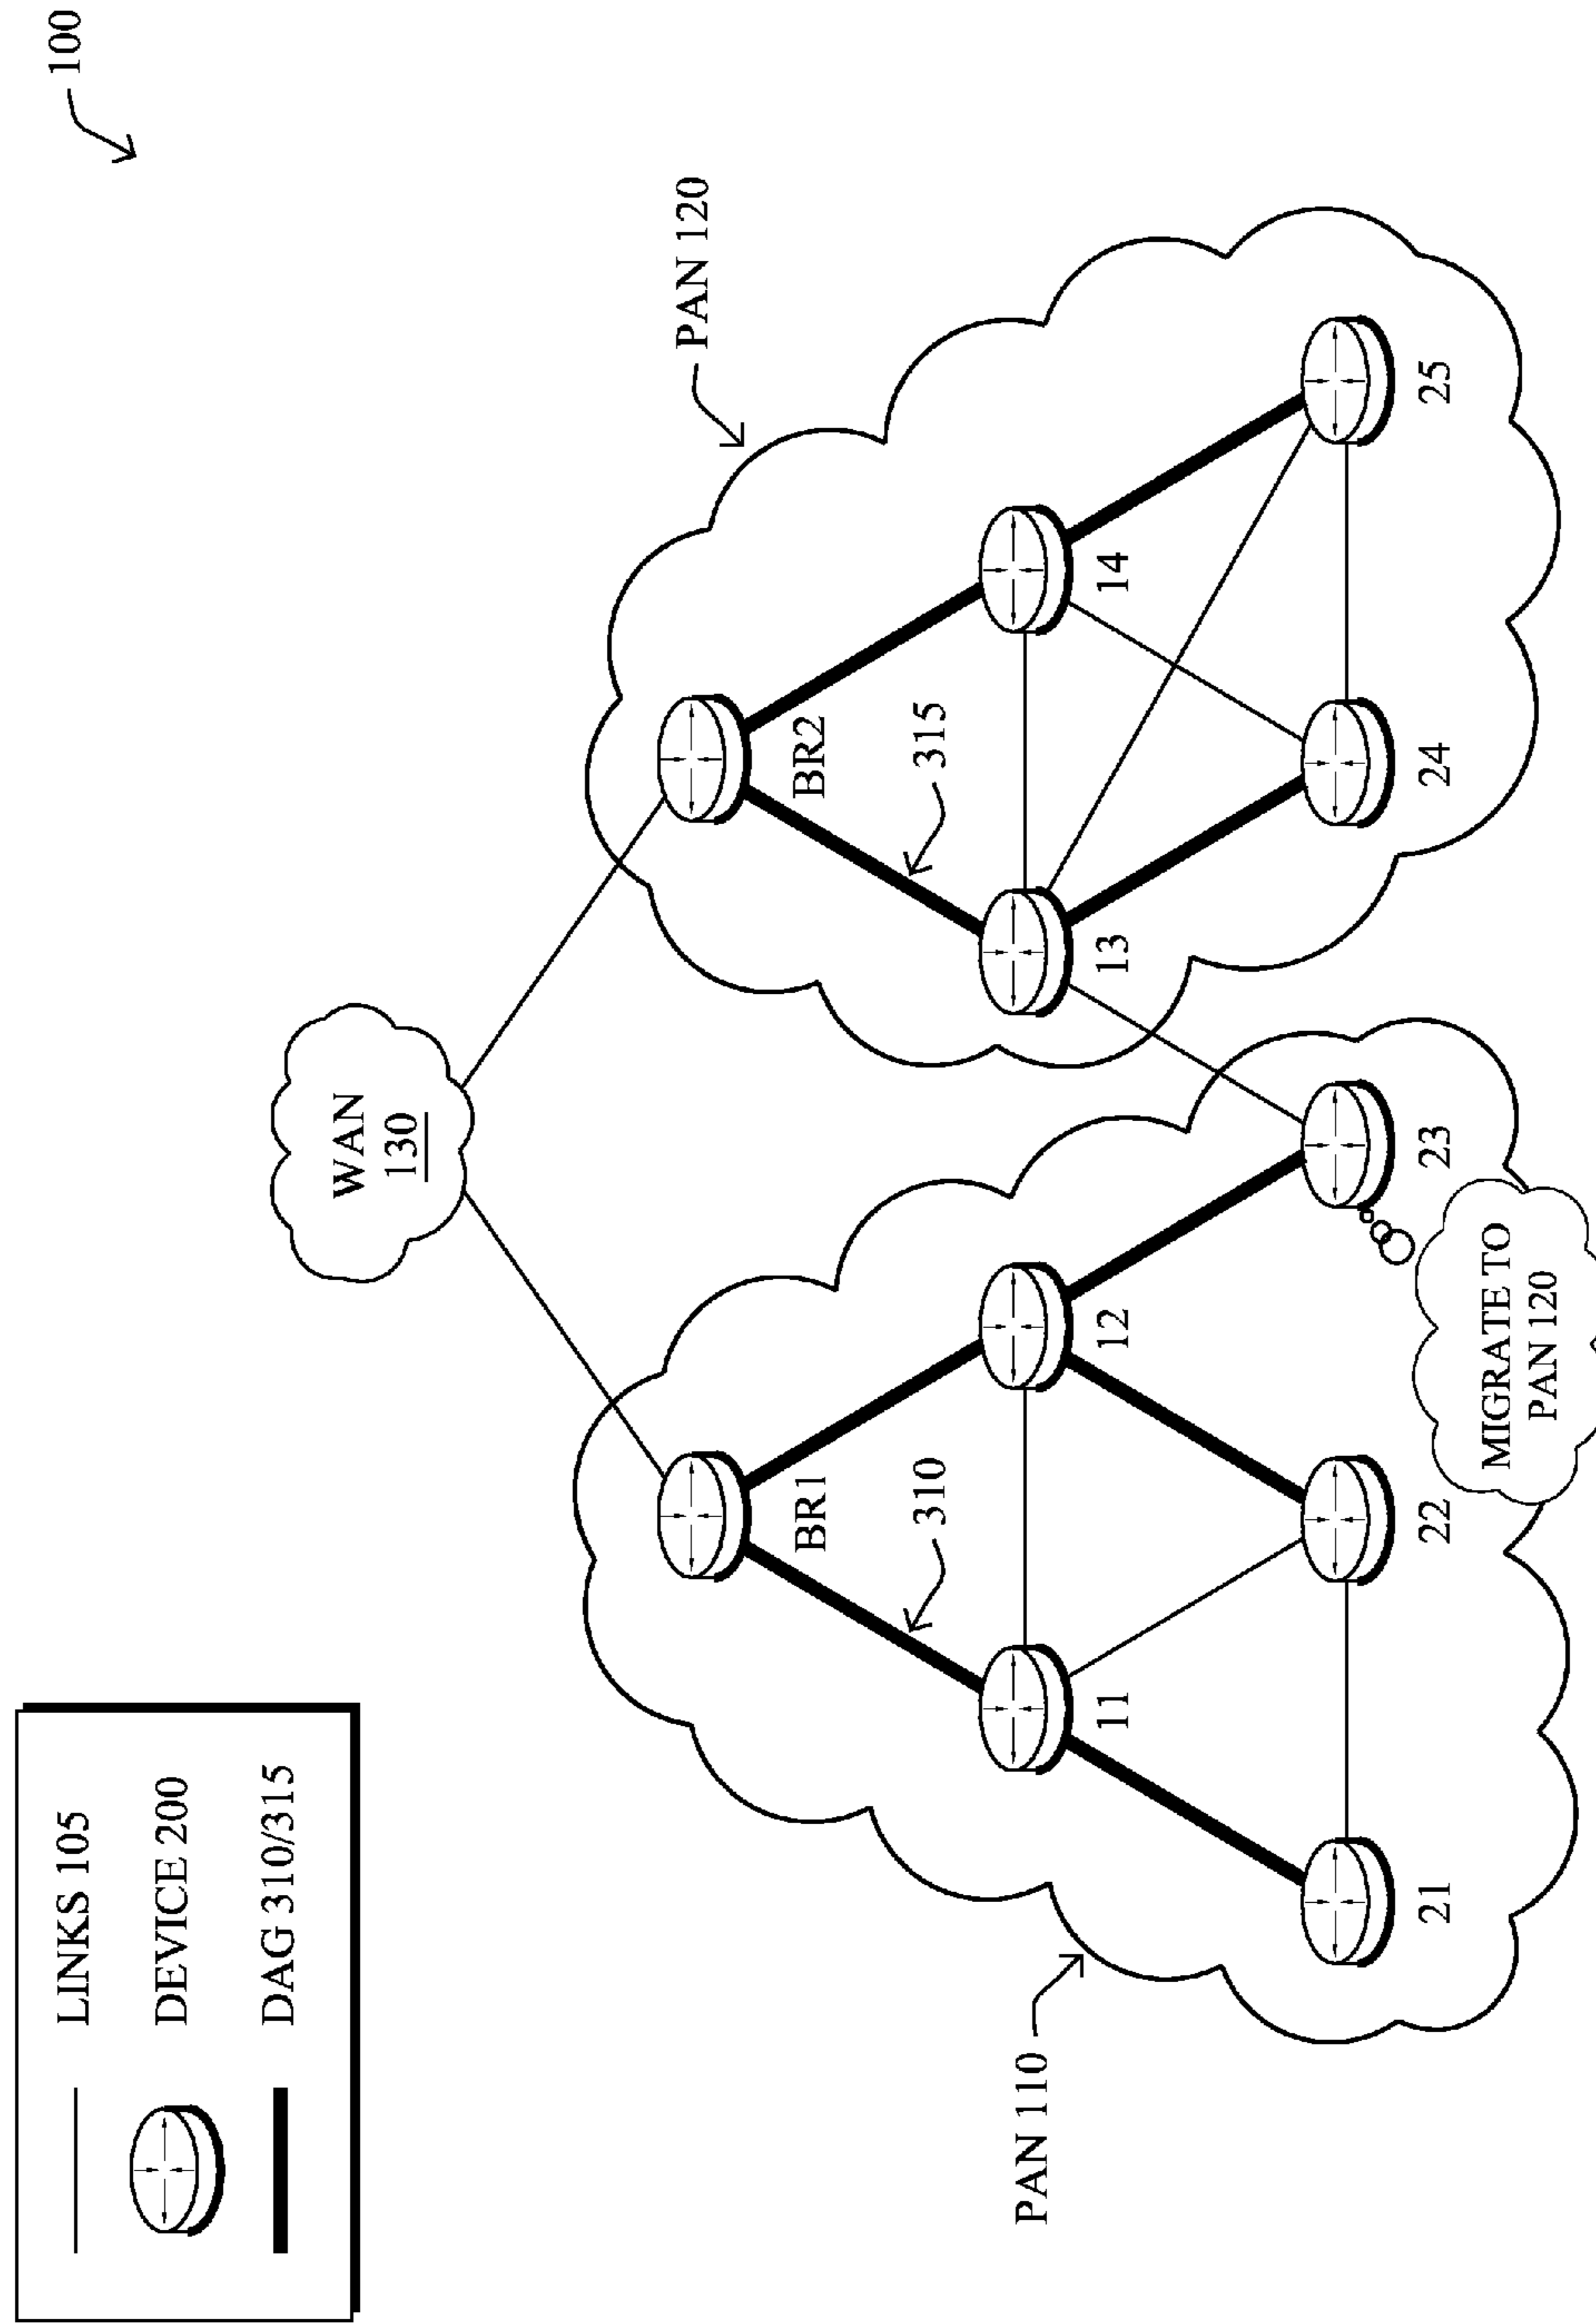 100
LINKS 105
DEVICE 200
DAG 310/315
WAN
130
PAN 120
PAN 110
BR1
BR2
310
315
11
12
13
14
21
22
23
24
25
MIGRATE TO
PAN 120